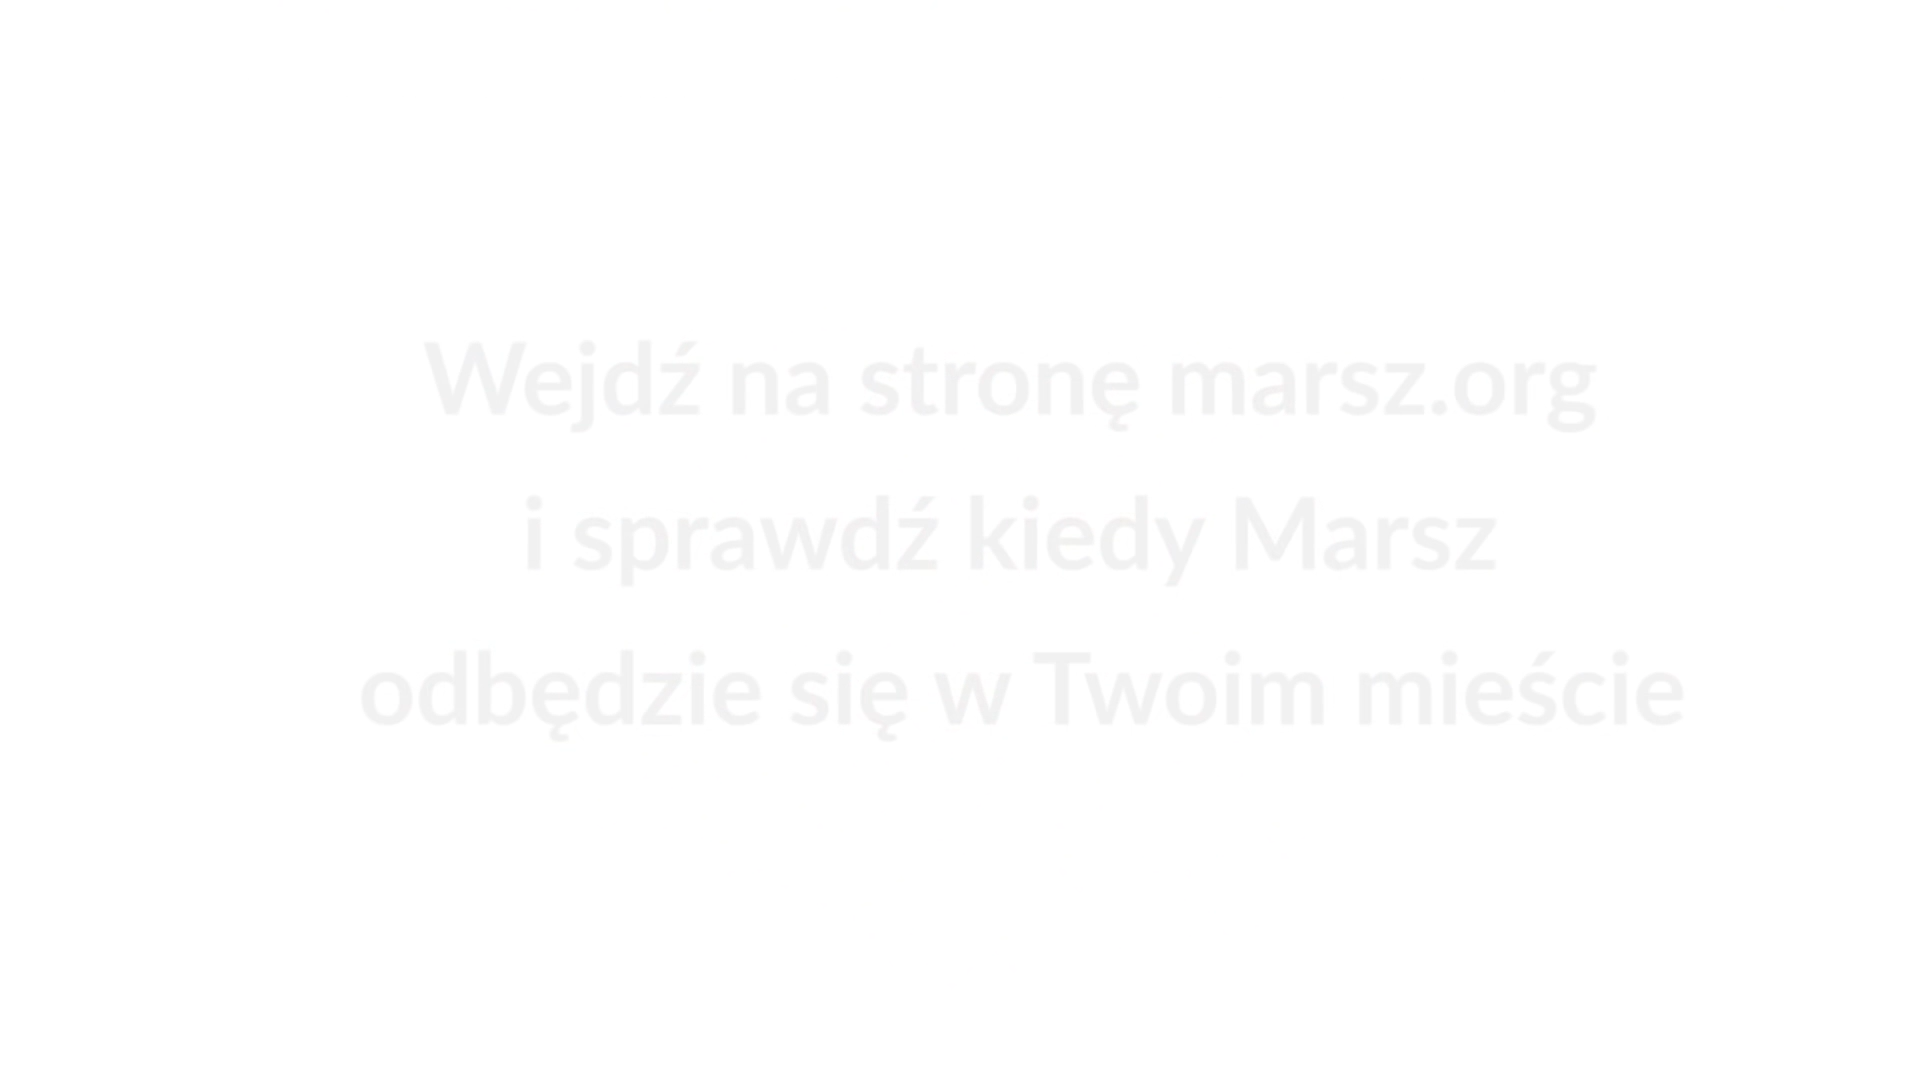 Wejdź na stronę marsz.org
i sprawdź kiedy Marsz
odbędzie się w Twoim mieście